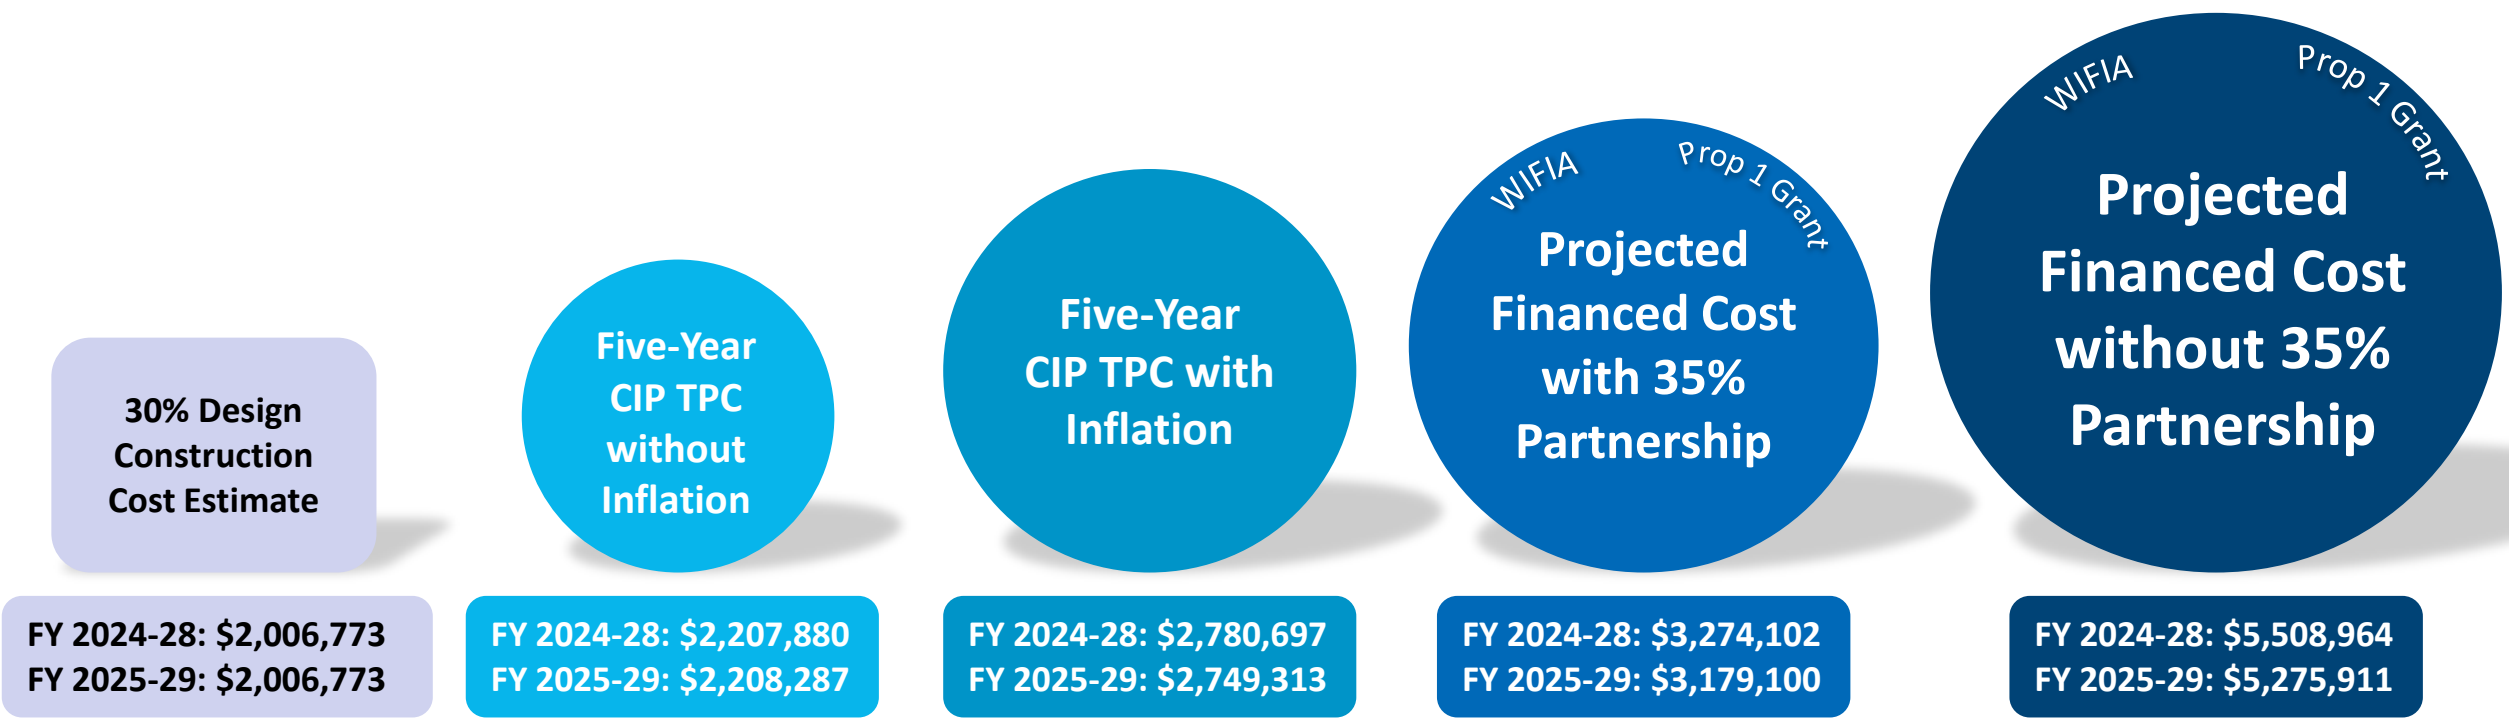 30% Design
Construction
Cost Estimate
FY 2024-28: $2,006,773
FY 2025-29: $2,006,773
Five-Year
CIP TPC
without
Inflation
FY 2024-28: $2,207,880
FY 2025-29: $2,208,287
Five-Year
CIP TPC with
Inflation
FY 2024-28: $2,780,697
FY 2025-29: $2,749,313
WIFIA
Prop 1 Grant
Projected
Financed Cost
with 35%
Partnership
FY 2024-28: $3,274,102
FY 2025-29: $3,179,100
WIFIA
Prop 1 Grant
Projected
Financed Cost
without 35%
Partnership
FY 2024-28: $5,508,964
FY 2025-29: $5,275,911